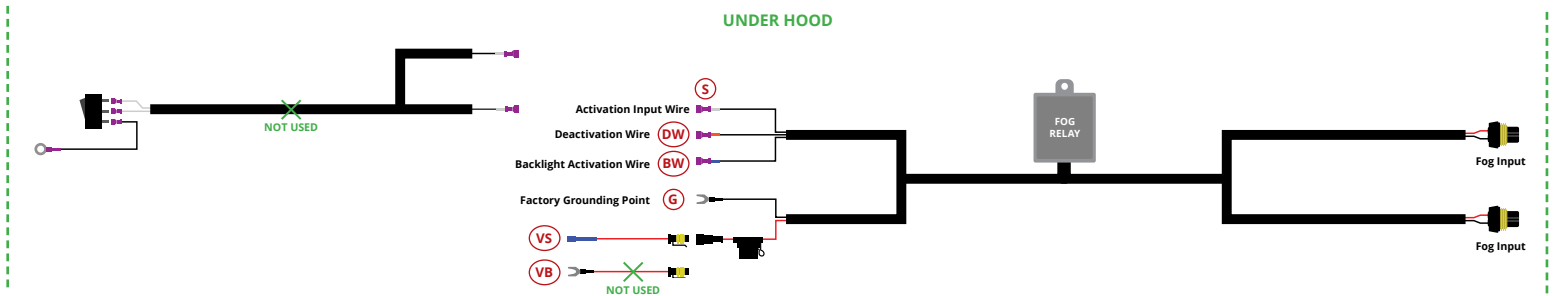 UNDER HOOD
NOT USED
S
Activation Input Wire
Deactivation Wire
DW
Backlight Activation Wire
BW
Factory Grounding Point
G
VS
VB
NOT USED
FOG
RELAY
Fog Input
Fog Input